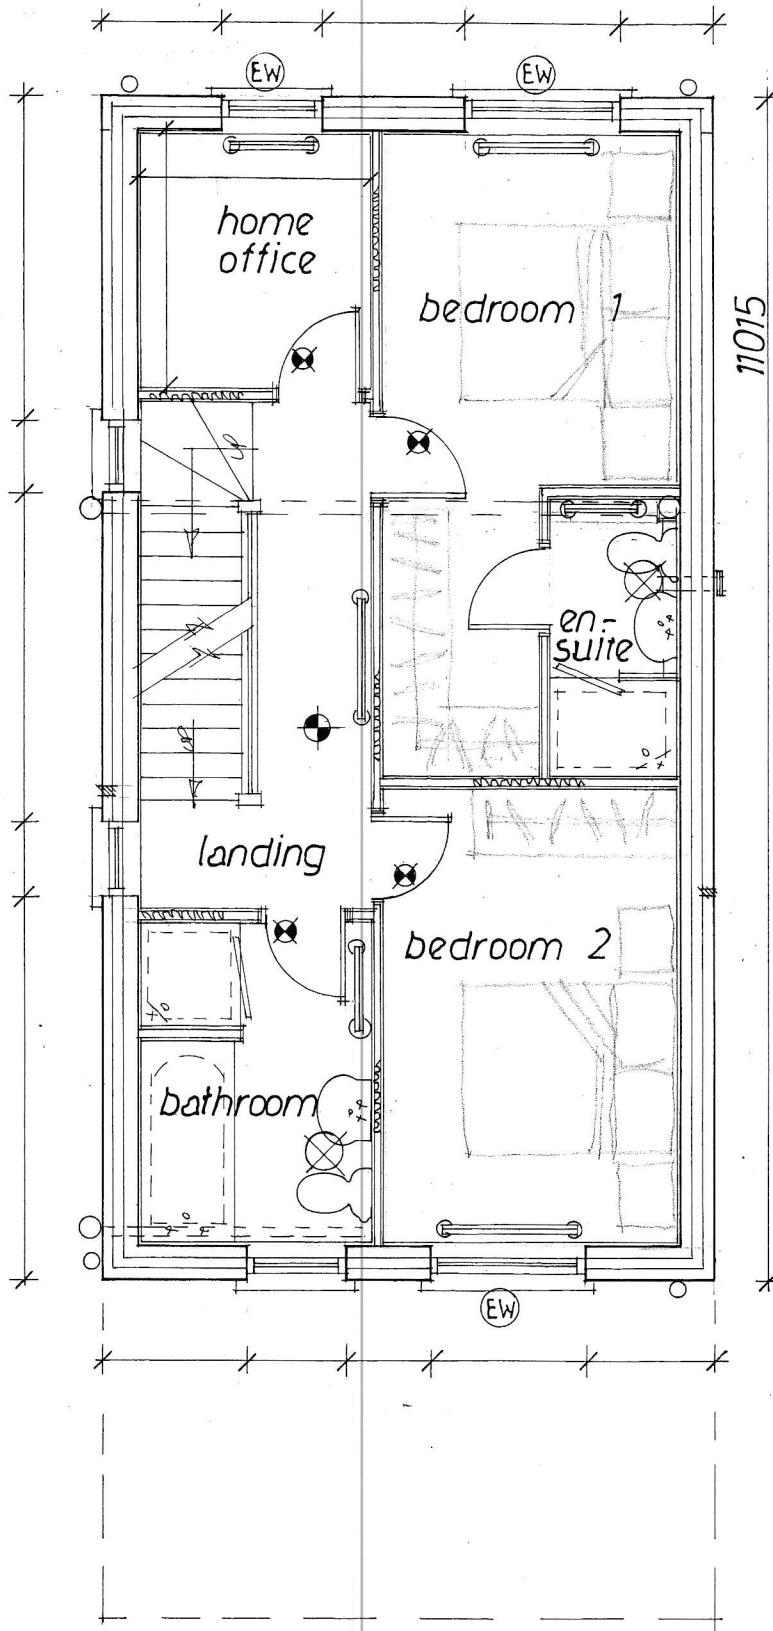 EW
EW
home
office
bedroom 1
11015
en-
suite
landing
bedroom 2
bathroom
EW